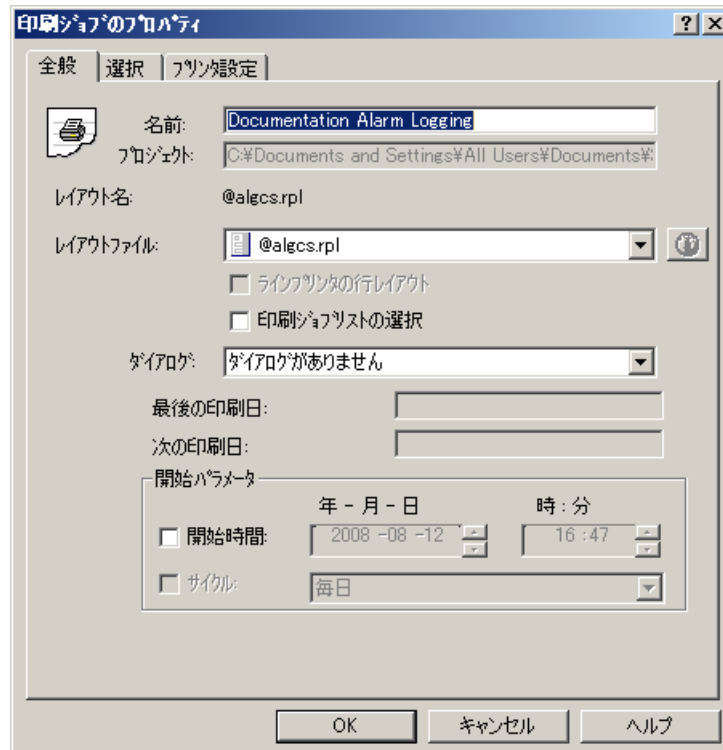 印刷ｼﾞｮﾌﾞのﾌﾟﾛﾊﾟﾃｨ
全般 選択 ﾌﾟﾘﾝﾀ設定
名前: Documentation Alarm Logging
ﾌﾟﾛｼﾞｪｸﾄ: C:¥Documents and Settings¥All Users¥Documents¥
ﾚｲｱｳﾄ名: @algcs.rpl
ﾚｲｱｳﾄﾌｧｲﾙ: @algcs.rpl
ﾗｲﾝﾌﾟﾘﾝﾀの行ﾚｲｱｳﾄ
印刷ｼﾞｮﾌﾞﾘｽﾄの選択
ﾀﾞｲｱﾛｸﾞ: ﾀﾞｲｱﾛｸﾞがありません
最後の印刷日:
次の印刷日:
開始ﾊﾟﾗﾒｰﾀ
年 - 月 - 日 時 : 分
開始時間: 2008 -08 -12 16 :47
ｻｲｸﾙ: 毎日
OK キャンセル ヘルプ